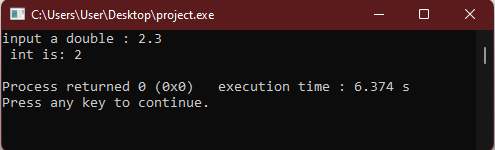 C:\Users\User\Desktop\project.exe
input a double : 2.3
 int is: 2

Process returned 0 (0x0)   execution time : 6.374 s
Press any key to continue.